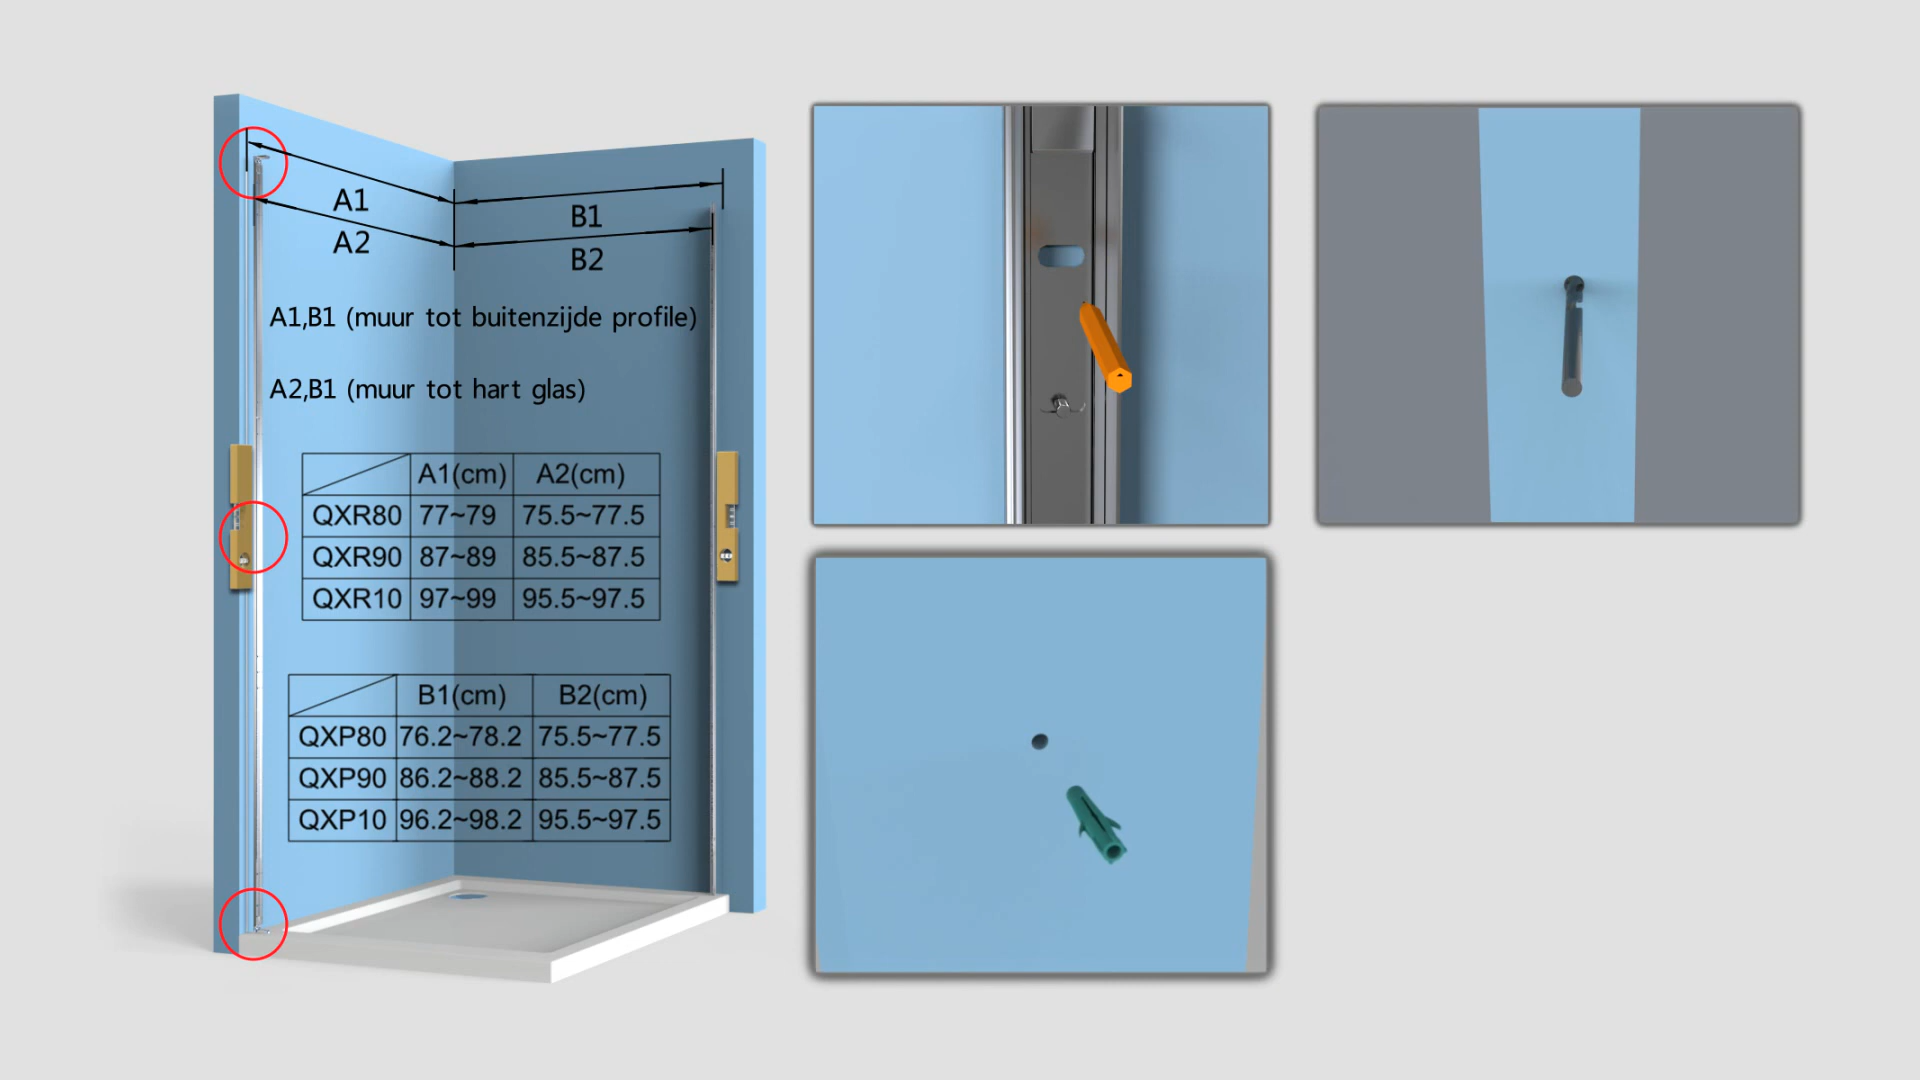 A1
B1
A2
B2
A1,B1 (muur tot buitenzijde profile)
A2,B1 (muur tot hart glas)
A1(cm) A2(cm)
QXR80 77~79 75.5~77.5
QXR90 87~89 85.5~87.5
QXR10 97~99 95.5~97.5
B1(cm) B2(cm)
QXP80 76.2~78.2 75.5~77.5
QXP90 86.2~88.2 85.5~87.5
QXP10 96.2~98.2 95.5~97.5